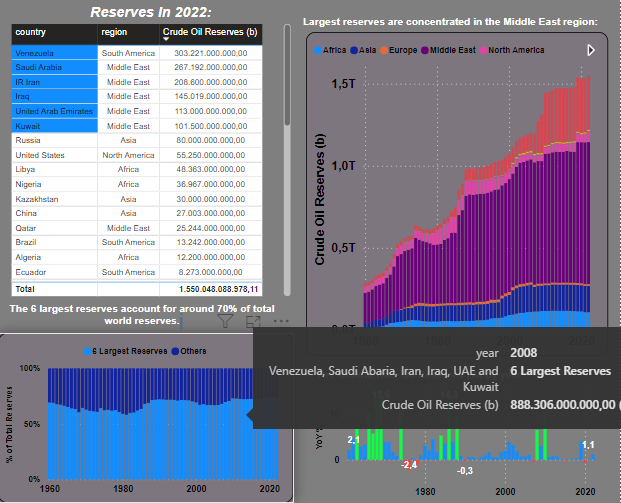 Reserves In 2022:
country region Crude Oil Reserves (b)
Venezuela South America 303.221.000.000,00
Saudi Arabia Middle East 267.192.000.000,00
IR Iran Middle East 208.600.000.000,00
Iraq Middle East 145.019.000.000,00
United Arab Emirates Middle East 113.000.000.000,00
Kuwait Middle East 101.500.000.000,00
Russia Asia 80.000.000.000,00
United States North America 55.250.000.000,00
Libya Africa 48.363.000.000,00
Nigeria Africa 36.967.000.000,00
Kazakhstan Asia 30.000.000.000,00
China Asia 27.003.000.000,00
Qatar Middle East 25.244.000.000,00
Brazil South America 13.242.000.000,00
Algeria Africa 12.200.000.000,00
Ecuador South America 8.273.000.000,00
Total 1.550.048.088.978,11
The 6 largest reserves account for around 70% of total
world reserves.
6 Largest Reserves Others
% of Total Reserves
100%
50%
0%
1960 1980 2000 2020
Largest reserves are concentrated in the Middle East region:
Africa Asia Europe Middle East North America
Crude Oil Reserves (b)
1,5T
1,0T
0,5T
year 2008
Venezuela, Saudi Abaria, Iran, Iraq, UAE and 6 Largest Reserves
Kuwait
Crude Oil Reserves (b) 888.306.000.000,00
YoY
0
2,1
-2,4
-0,3
1,1
1980 2000 2020